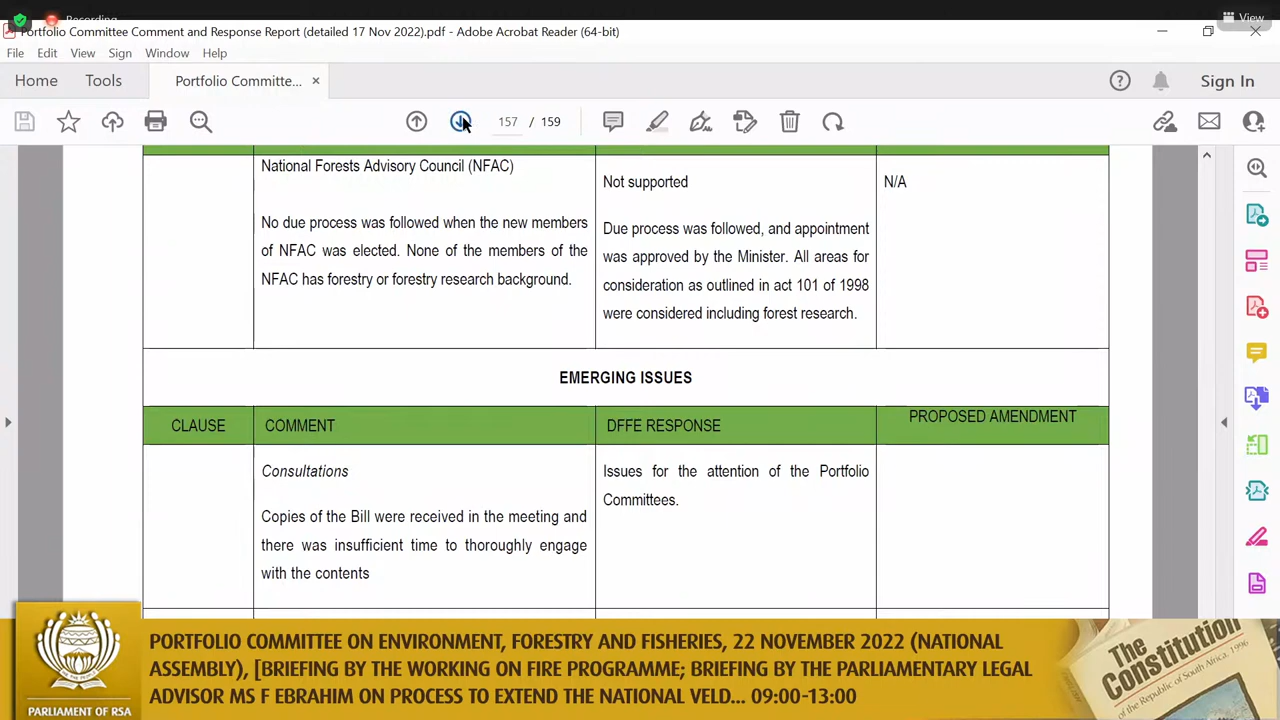 Recording
View
Portfolio Committee Comment and Response Report (detailed 17 Nov 2022).pdf - Adobe Acrobat Reader (64-bit)
File Edit View Sign Window Help
Home Tools Portfolio Committe... × Sign In
157 / 159
National Forests Advisory Council (NFAC)
No due process was followed when the new members
of NFAC was elected. None of the members of the
NFAC has forestry or forestry research background.
Not supported
Due process was followed, and appointment
was approved by the Minister. All areas for
consideration as outlined in act 101 of 1998
were considered including forest research.
N/A
EMERGING ISSUES
CLAUSE COMMENT DFFE RESPONSE PROPOSED AMENDMENT
Consultations
Copies of the Bill were received in the meeting and
there was insufficient time to thoroughly engage
with the contents
Issues for the attention of the Portfolio
Committees.
PORTFOLIO COMMITTEE ON ENVIRONMENT, FORESTRY AND FISHERIES, 22 NOVEMBER 2022 (NATIONAL
ASSEMBLY), [BRIEFING BY THE WORKING ON FIRE PROGRAMME; BRIEFING BY THE PARLIAMENTARY LEGAL
ADVISOR MS F EBRAHIM ON PROCESS TO EXTEND THE NATIONAL VELD... 09:00-13:00
PARLIAMENT OF RSA
The
Constitution
of the Republic of South Africa, 1996